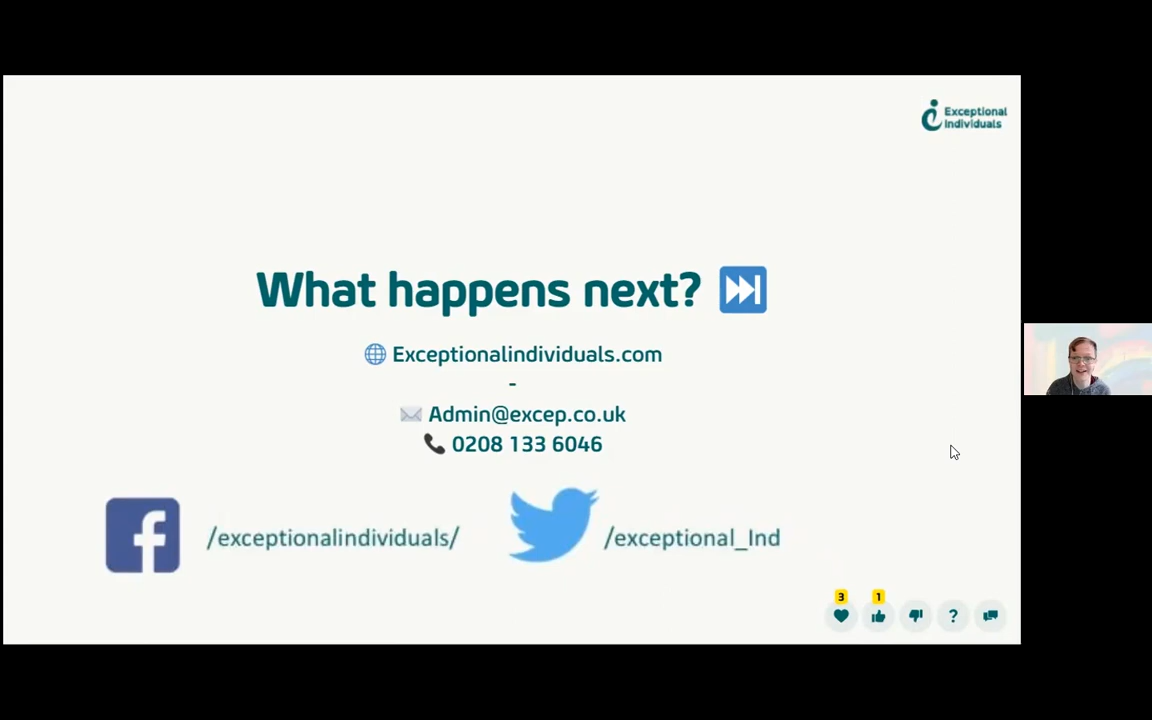 Exceptional
Individuals
What happens next?
Exceptionalindividuals.com
-
Admin@excep.co.uk
0208 133 6046
/exceptionalindividuals/
/exceptional_Ind
3
1
?